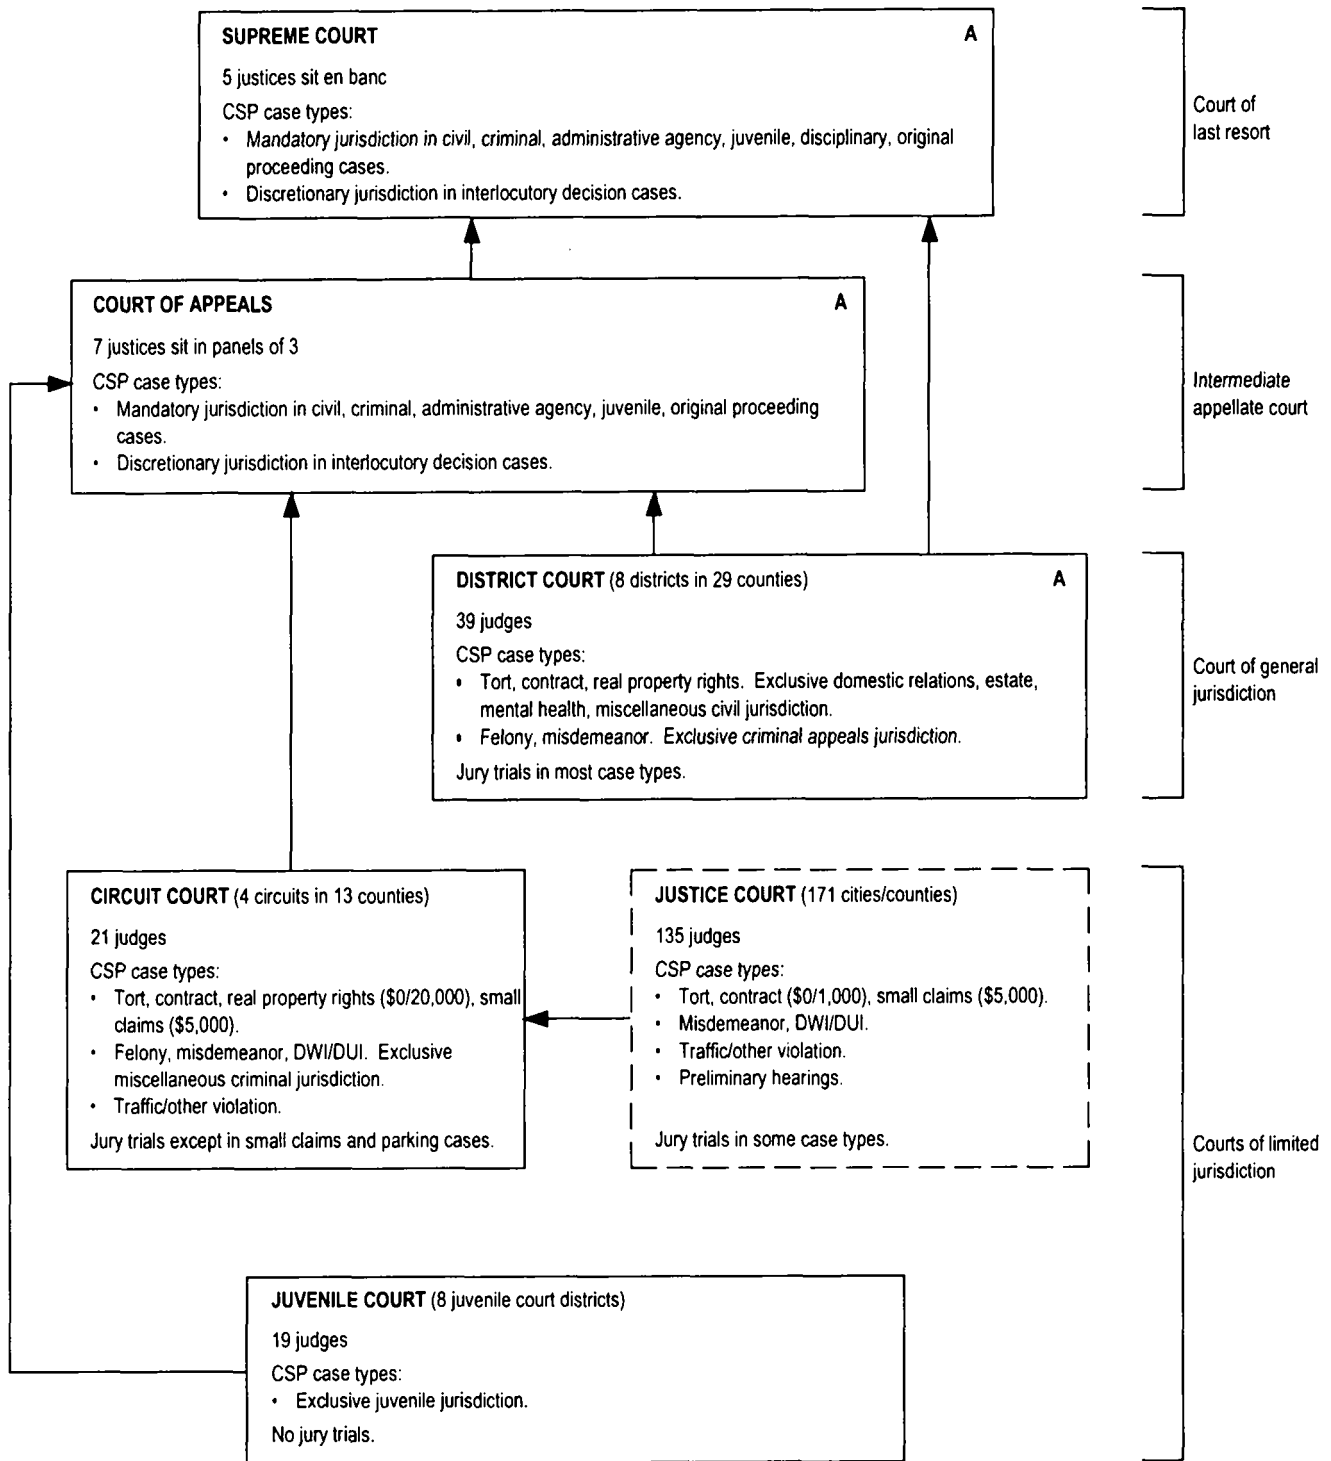 SUPREME COURT A
5 justices sit en banc
CSP case types:
• Mandatory jurisdiction in civil, criminal, administrative agency, juvenile, disciplinary, original
proceeding cases.
• Discretionary jurisdiction in interlocutory decision cases.
Court of
last resort
COURT OF APPEALS A
7 justices sit in panels of 3
CSP case types:
• Mandatory jurisdiction in civil, criminal, administrative agency, juvenile, original proceeding
cases.
• Discretionary jurisdiction in interlocutory decision cases.
Intermediate
appellate court
DISTRICT COURT (8 districts in 29 counties) A
39 judges
CSP case types:
• Tort, contract, real property rights. Exclusive domestic relations, estate,
mental health, miscellaneous civil jurisdiction.
• Felony, misdemeanor. Exclusive criminal appeals jurisdiction.
Jury trials in most case types.
Court of general
jurisdiction
CIRCUIT COURT (4 circuits in 13 counties)
21 judges
CSP case types:
• Tort, contract, real property rights ($0/20,000), small
claims ($5,000).
• Felony, misdemeanor, DWI/DUI. Exclusive
miscellaneous criminal jurisdiction.
• Traffic/other violation.
Jury trials except in small claims and parking cases.
JUSTICE COURT (171 cities/counties)
135 judges
CSP case types:
• Tort, contract ($0/1,000), small claims ($5,000).
• Misdemeanor, DWI/DUI.
• Traffic/other violation.
• Preliminary hearings.
Jury trials in some case types.
Courts of limited
jurisdiction
JUVENILE COURT (8 juvenile court districts)
19 judges
CSP case types:
• Exclusive juvenile jurisdiction.
No jury trials.